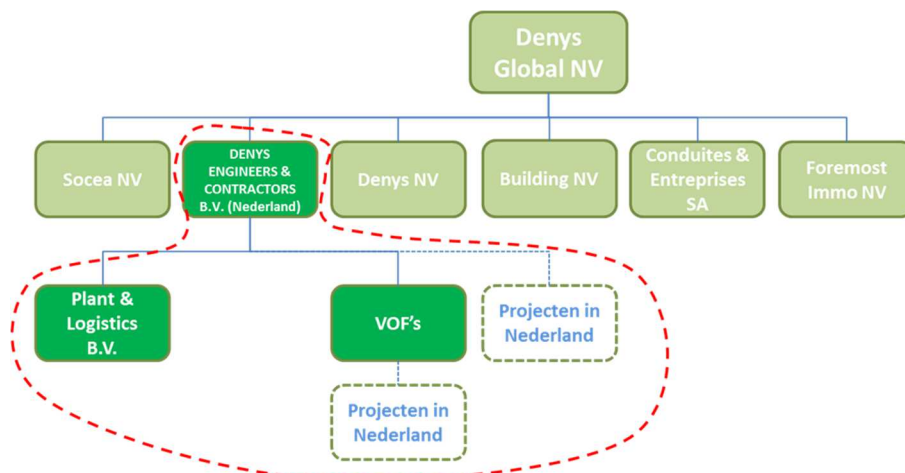 Denys
Global NV
Socea NV
DENYS
ENGINEERS &
CONTRACTORS
B.V. (Nederland)
Denys NV
Building NV
Conduites &
Entreprises
SA
Foremost
Immo NV
Plant &
Logistics
B.V.
VOF's
Projecten in
Nederland
Projecten in
Nederland